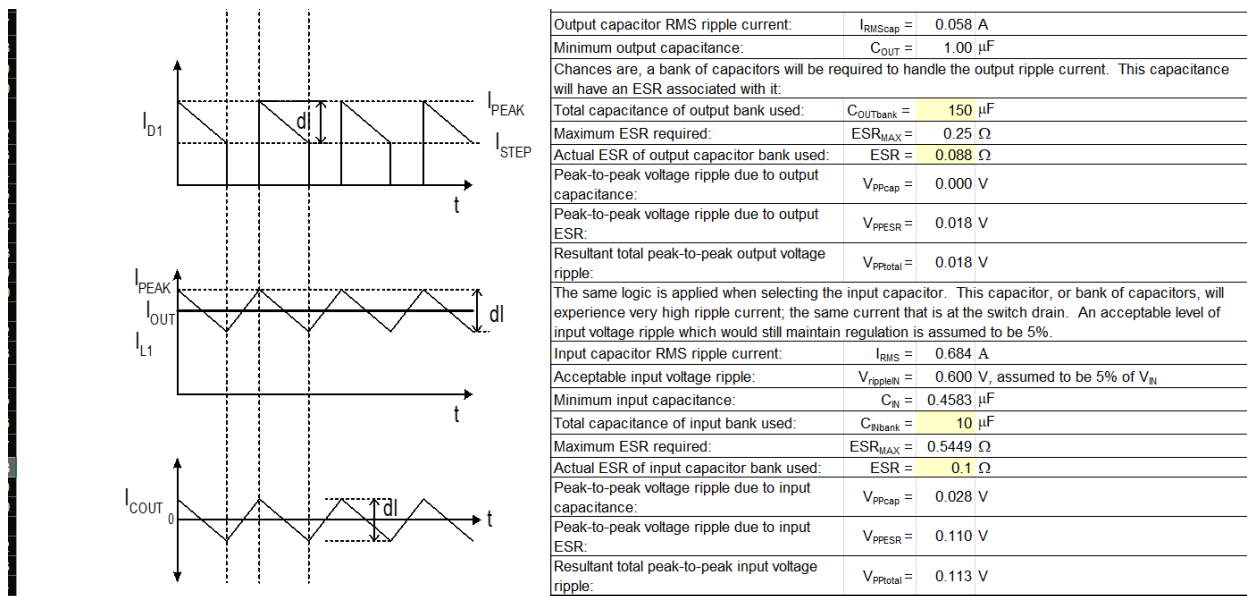 I_D1
dI
I_PEAK
I_STEP
t
I_PEAK
I_OUT
I_L1
dI
t
I_COUT
0
dI
t
Output capacitor RMS ripple current: I_RMScap = 0.058 A
Minimum output capacitance: C_OUT = 1.00 μF
Chances are, a bank of capacitors will be required to handle the output ripple current. This capacitance
will have an ESR associated with it:
Total capacitance of output bank used: C_OUTbank = 150 μF
Maximum ESR required: ESR_MAX = 0.25 Ω
Actual ESR of output capacitor bank used: ESR = 0.088 Ω
Peak-to-peak voltage ripple due to output
capacitance: V_PPcap = 0.000 V
Peak-to-peak voltage ripple due to output
ESR: V_PPESR = 0.018 V
Resultant total peak-to-peak output voltage
ripple: V_PPtotal = 0.018 V
The same logic is applied when selecting the input capacitor. This capacitor, or bank of capacitors, will
experience very high ripple current; the same current that is at the switch drain. An acceptable level of
input voltage ripple which would still maintain regulation is assumed to be 5%.
Input capacitor RMS ripple current: I_RMS = 0.684 A
Acceptable input voltage ripple: V_rippleIN = 0.600 V, assumed to be 5% of V_IN
Minimum input capacitance: C_IN = 0.4583 μF
Total capacitance of input bank used: C_INbank = 10 μF
Maximum ESR required: ESR_MAX = 0.5449 Ω
Actual ESR of input capacitor bank used: ESR = 0.1 Ω
Peak-to-peak voltage ripple due to input
capacitance: V_PPcap = 0.028 V
Peak-to-peak voltage ripple due to input
ESR: V_PPESR = 0.110 V
Resultant total peak-to-peak input voltage
ripple: V_PPtotal = 0.113 V